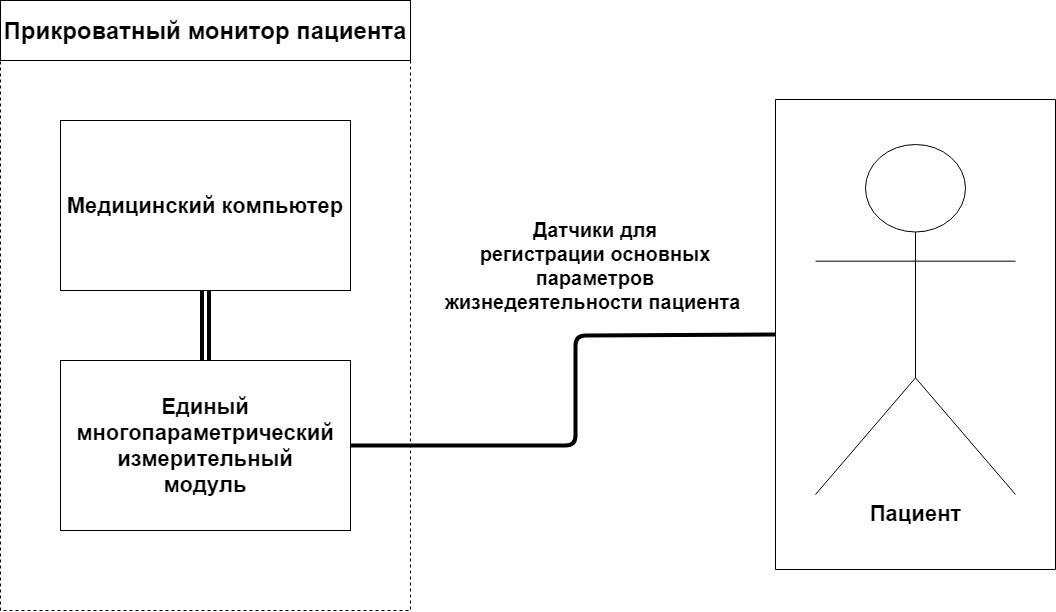 Прикроватный монитор пациента
Медицинский компьютер
Датчики для
регистрации основных
параметров
жизнедеятельности пациента
Единый
многопараметрический
измерительный
модуль
Пациент